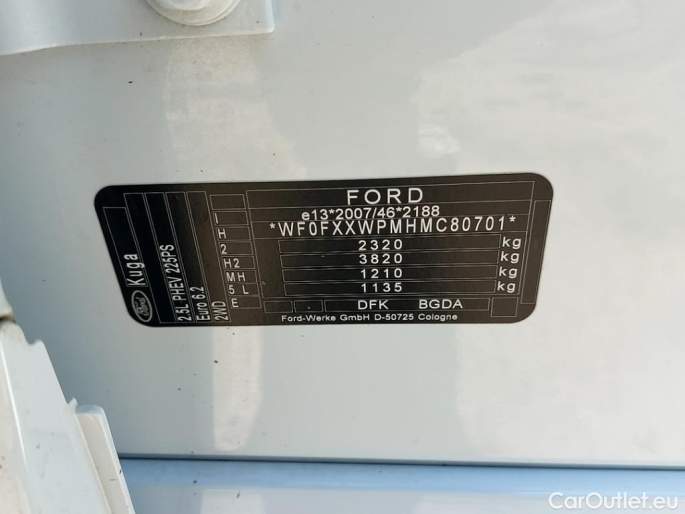 FORD
e13*2007/46*2188
*WF0FXXWPMHMC80701*
2320 kg
3820 kg
1210 kg
1135 kg
DFK BGDA
Ford-Werke GmbH D-50725 Cologne
I
H
2
H2
MH
5 L
E
Ford
Kuga
2.5L PHEV 225PS
Euro 6.2
2WD
CarOutlet.eu